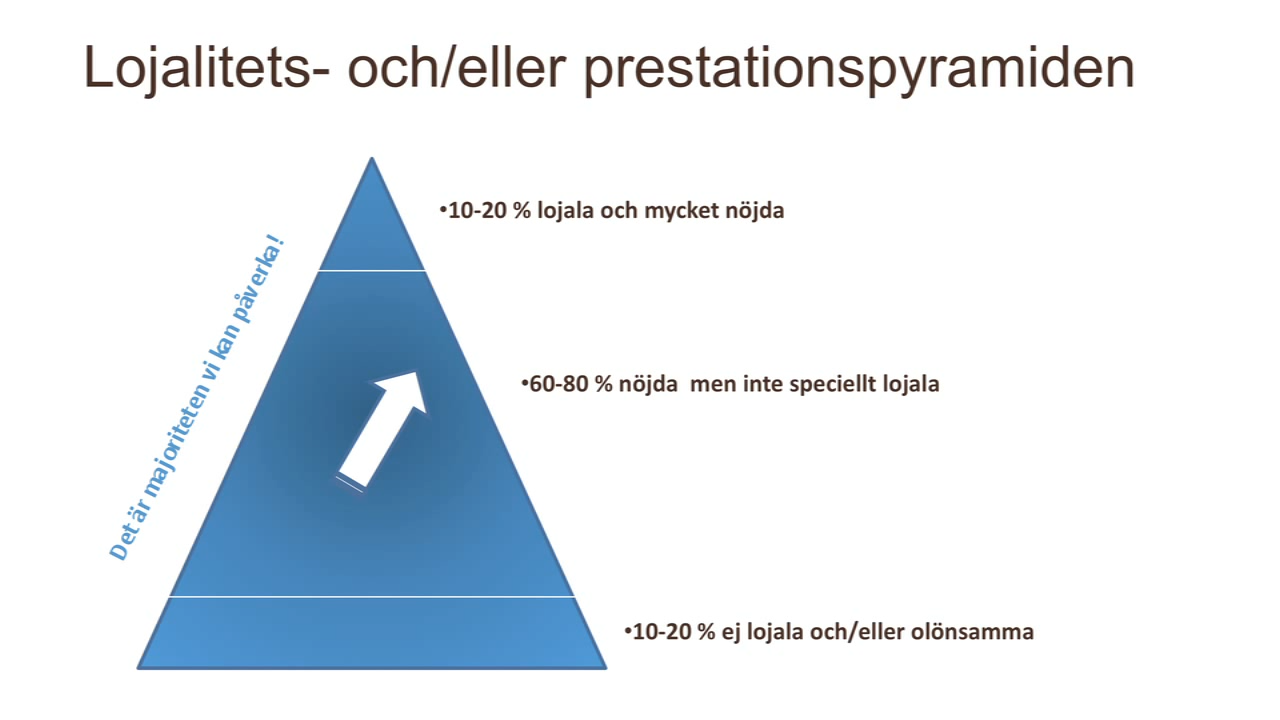 Lojalitets- och/eller prestationspyramiden
•10-20 % lojala och mycket nöjda
Det är majoriteten vi kan påverka!
•60-80 % nöjda  men inte speciellt lojala
•10-20 % ej lojala och/eller olönsamma